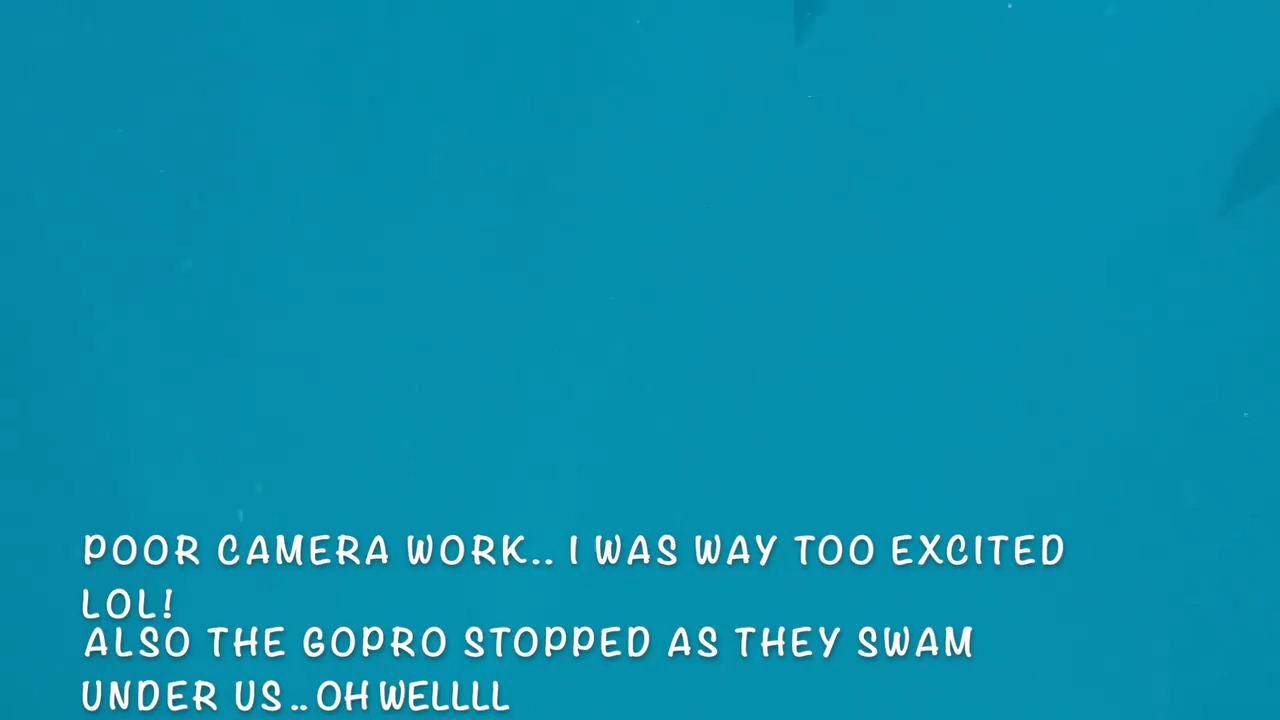 POOR CAMERA WORK.. I WAS WAY TOO EXCITED
LOL!
ALSO THE GOPRO STOPPED AS THEY SWAM
UNDER US.. OH WELLLL